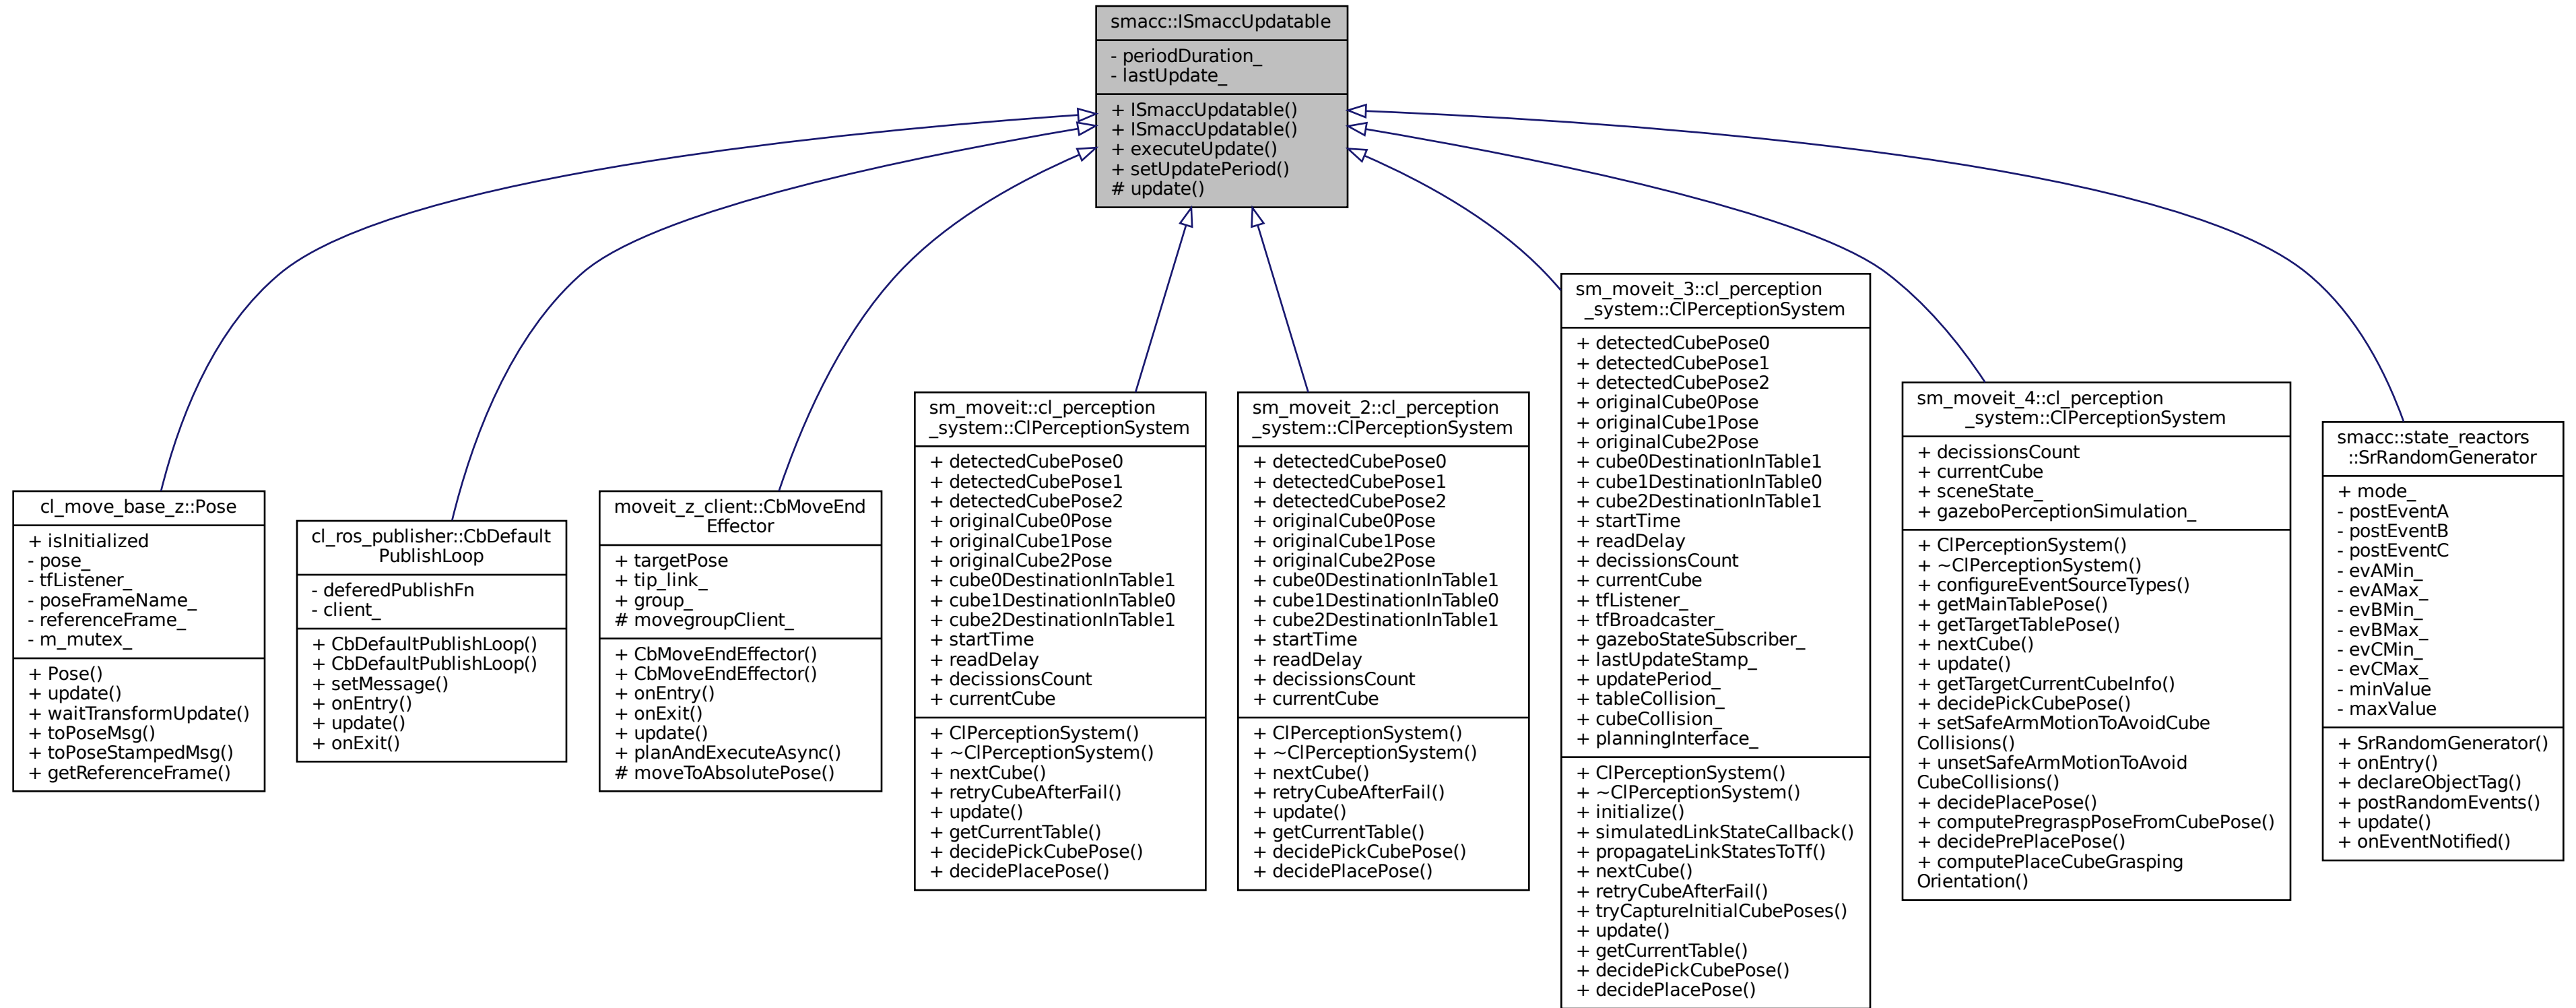 smacc::ISmaccUpdatable
- periodDuration_
- lastUpdate_
+ ISmaccUpdatable()
+ ISmaccUpdatable()
+ executeUpdate()
+ setUpdatePeriod()
# update()
cl_move_base_z::Pose
+ isInitialized
- pose_
- tfListener_
- poseFrameName_
- referenceFrame_
- m_mutex_
+ Pose()
+ update()
+ waitTransformUpdate()
+ toPoseMsg()
+ toPoseStampedMsg()
+ getReferenceFrame()
cl_ros_publisher::CbDefault
PublishLoop
- deferedPublishFn
- client_
+ CbDefaultPublishLoop()
+ CbDefaultPublishLoop()
+ setMessage()
+ onEntry()
+ update()
+ onExit()
moveit_z_client::CbMoveEnd
Effector
+ targetPose
+ tip_link_
+ group_
# movegroupClient_
+ CbMoveEndEffector()
+ CbMoveEndEffector()
+ onEntry()
+ onExit()
+ update()
+ planAndExecuteAsync()
# moveToAbsolutePose()
sm_moveit::cl_perception
_system::ClPerceptionSystem
+ detectedCubePose0
+ detectedCubePose1
+ detectedCubePose2
+ originalCube0Pose
+ originalCube1Pose
+ originalCube2Pose
+ cube0DestinationInTable1
+ cube1DestinationInTable0
+ cube2DestinationInTable1
+ startTime
+ readDelay
+ decissionsCount
+ currentCube
+ ClPerceptionSystem()
+ ~ClPerceptionSystem()
+ nextCube()
+ retryCubeAfterFail()
+ update()
+ getCurrentTable()
+ decidePickCubePose()
+ decidePlacePose()
sm_moveit_2::cl_perception
_system::ClPerceptionSystem
+ detectedCubePose0
+ detectedCubePose1
+ detectedCubePose2
+ originalCube0Pose
+ originalCube1Pose
+ originalCube2Pose
+ cube0DestinationInTable1
+ cube1DestinationInTable0
+ cube2DestinationInTable1
+ startTime
+ readDelay
+ decissionsCount
+ currentCube
+ ClPerceptionSystem()
+ ~ClPerceptionSystem()
+ nextCube()
+ retryCubeAfterFail()
+ update()
+ getCurrentTable()
+ decidePickCubePose()
+ decidePlacePose()
sm_moveit_3::cl_perception
_system::ClPerceptionSystem
+ detectedCubePose0
+ detectedCubePose1
+ detectedCubePose2
+ originalCube0Pose
+ originalCube1Pose
+ originalCube2Pose
+ cube0DestinationInTable1
+ cube1DestinationInTable0
+ cube2DestinationInTable1
+ startTime
+ readDelay
+ decissionsCount
+ currentCube
+ tfListener_
+ tfBroadcaster_
+ gazeboStateSubscriber_
+ lastUpdateStamp_
+ updatePeriod_
+ tableCollision_
+ cubeCollision_
+ planningInterface_
+ ClPerceptionSystem()
+ ~ClPerceptionSystem()
+ initialize()
+ simulatedLinkStateCallback()
+ propagateLinkStatesToTf()
+ nextCube()
+ retryCubeAfterFail()
+ tryCaptureInitialCubePoses()
+ update()
+ getCurrentTable()
+ decidePickCubePose()
+ decidePlacePose()
sm_moveit_4::cl_perception
_system::ClPerceptionSystem
+ decissionsCount
+ currentCube
+ sceneState_
+ gazeboPerceptionSimulation_
+ ClPerceptionSystem()
+ ~ClPerceptionSystem()
+ configureEventSourceTypes()
+ getMainTablePose()
+ getTargetTablePose()
+ nextCube()
+ update()
+ getTargetCurrentCubeInfo()
+ decidePickCubePose()
+ setSafeArmMotionToAvoidCube
Collisions()
+ unsetSafeArmMotionToAvoid
CubeCollisions()
+ decidePlacePose()
+ computePregraspPoseFromCubePose()
+ decidePrePlacePose()
+ computePlaceCubeGrasping
Orientation()
smacc::state_reactors
::SrRandomGenerator
+ mode_
- postEventA
- postEventB
- postEventC
- evAMin_
- evAMax_
- evBMin_
- evBMax_
- evCMin_
- evCMax_
- minValue
- maxValue
+ SrRandomGenerator()
+ onEntry()
+ declareObjectTag()
+ postRandomEvents()
+ update()
+ onEventNotified()